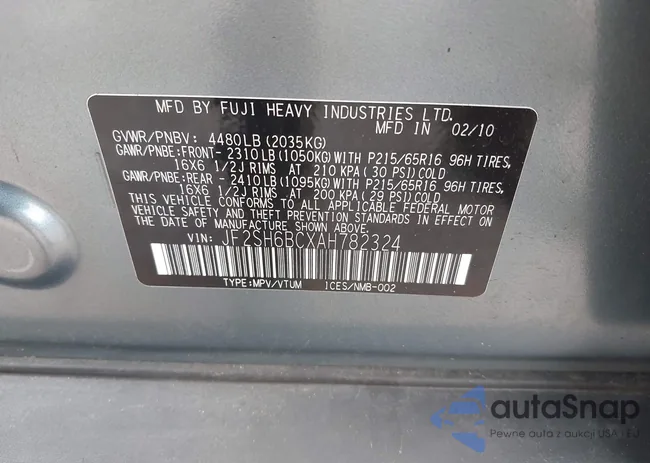 MFD BY FUJI HEAVY INDUSTRIES LTD.
MFD IN 02/10
GVWR/PNBV: 4480LB(2035KG)
GAWR/PNBE:FRONT- 2310LB(1050KG)WITH P215/65R16 96H TIRES,
16X6 1/2J RIMS AT 210 KPA(30 PSI)COLD
GAWR/PNBE:REAR - 2410LB(1095KG)WITH P215/65R16 96H TIRES,
16X6 1/2J RIMS AT 200 KPA(29 PSI)COLD
THIS VEHICLE CONFORMS TO ALL APPLICABLE FEDERAL MOTOR
VEHICLE SAFETY AND THEFT PREVENTION STANDARDS IN EFFECT
ON THE DATE OF MANUFACTURE SHOWN ABOVE.
VIN: JF2SH6BCXAH782324
TYPE:MPV/VTUM ICES/NMB-002
autaSnap
Pewne auta z aukcji USA i EU